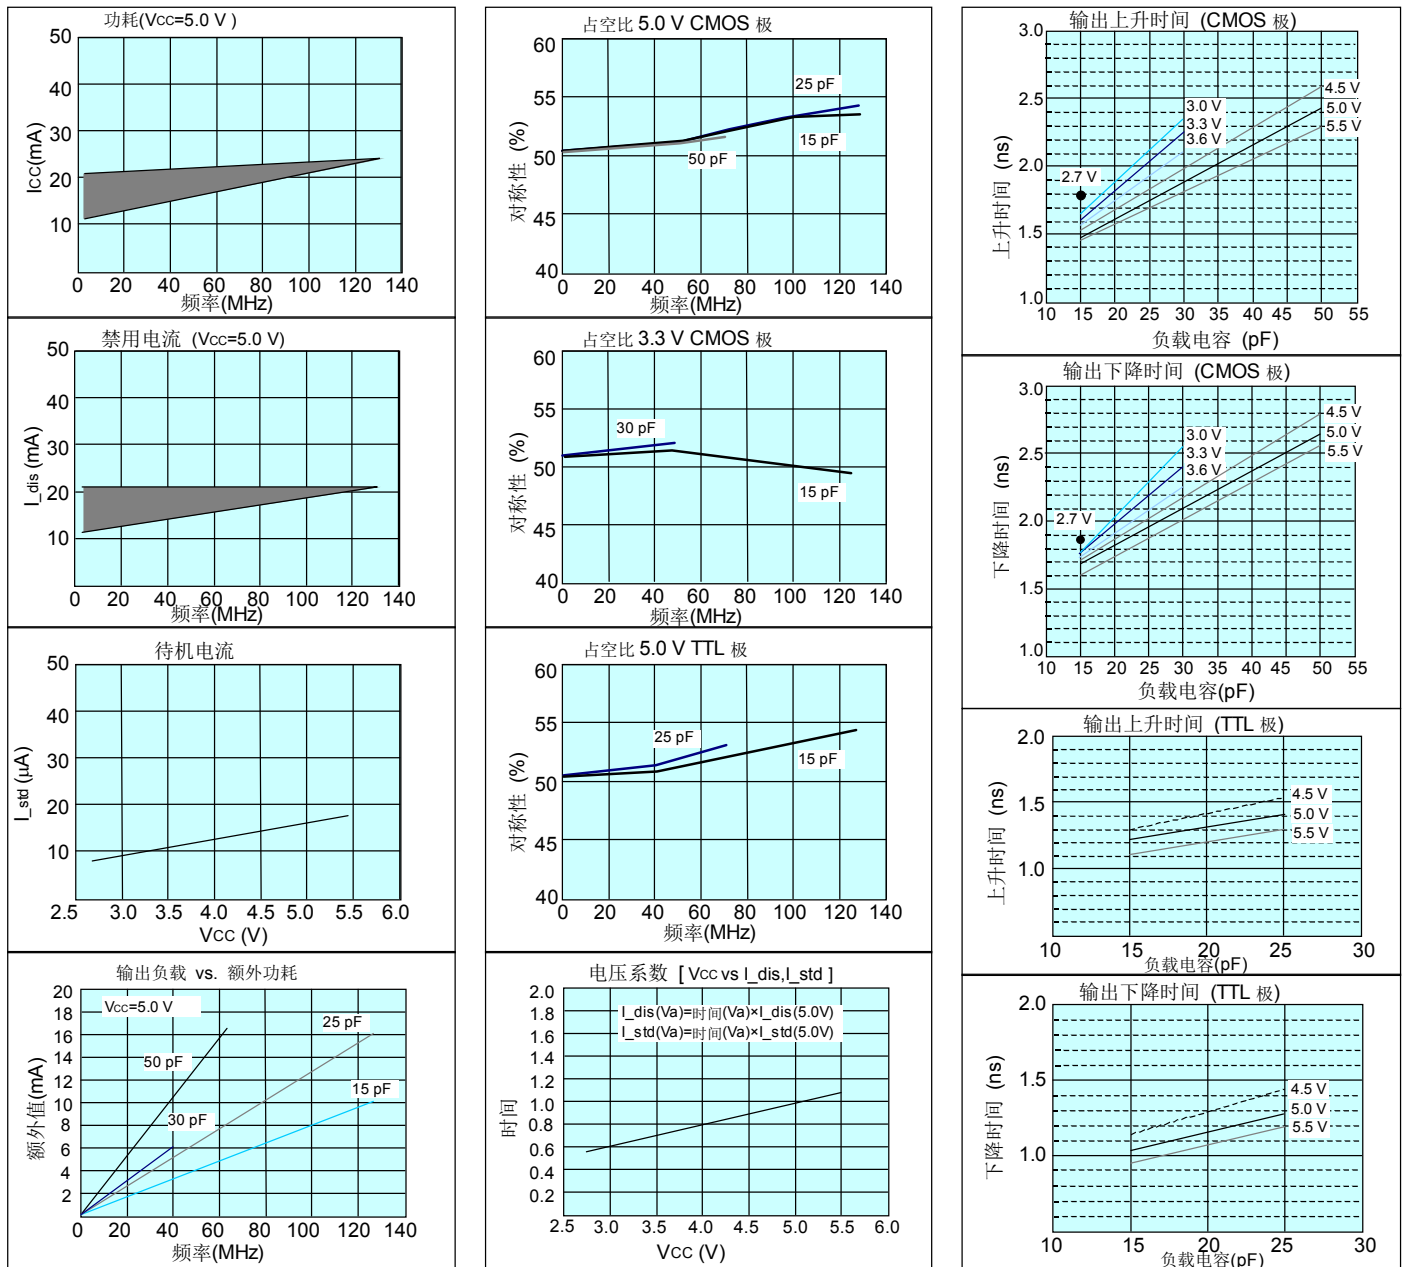 功耗(Vcc=5.0 V )
50
40
30
20
10
Icc(mA)
0 20 40 60 80 100 120 140
频率(MHz)
禁用电流 (Vcc=5.0 V)
50
40
30
20
10
I_dis (mA)
0 20 40 60 80 100 120 140
频率(MHz)
待机电流
50
40
30
20
10
I_std (μA)
2.5 3.0 3.5 4.0 4.5 5.0 5.5 6.0
Vcc (V)
输出负载 vs. 额外功耗
20
18
16
14
12
10
8
6
4
2
额外值(mA)
Vcc=5.0 V
25 pF
50 pF
15 pF
30 pF
0 20 40 60 80 100 120 140
频率(MHz)
占空比 5.0 V CMOS 极
60
55
50
45
40
对称性 (%)
25 pF
15 pF
50 pF
0 20 40 60 80 100 120 140
频率(MHz)
占空比 3.3 V CMOS 极
60
55
50
45
40
对称性 (%)
30 pF
15 pF
0 20 40 60 80 100 120 140
频率(MHz)
占空比 5.0 V TTL 极
60
55
50
45
40
对称性 (%)
25 pF
15 pF
0 20 40 60 80 100 120 140
频率(MHz)
电压系数 [ Vcc vs I_dis,I_std ]
2.0
1.8
1.6
1.4
1.2
1.0
0.8
0.6
0.4
0.2
时间
I_dis(Va)=时间(Va)×I_dis(5.0V)
I_std(Va)=时间(Va)×I_std(5.0V)
2.5 3.0 3.5 4.0 4.5 5.0 5.5 6.0
Vcc (V)
输出上升时间 (CMOS 极)
3.0
2.5
2.0
1.5
1.0
上升时间 (ns)
4.5 V
3.0 V
5.0 V
3.3 V
5.5 V
3.6 V
2.7 V
10 15 20 25 30 35 40 45 50 55
负载电容 (pF)
输出下降时间 (CMOS 极)
3.0
2.5
2.0
1.5
1.0
下降时间 (ns)
4.5 V
3.0 V
5.0 V
3.3 V
5.5 V
3.6 V
2.7 V
10 15 20 25 30 35 40 45 50 55
负载电容(pF)
输出上升时间 (TTL 极)
2.0
1.5
1.0
上升时间 (ns)
4.5 V
5.0 V
5.5 V
10 15 20 25 30
负载电容(pF)
输出下降时间 (TTL 极)
2.0
1.5
1.0
下降时间 (ns)
4.5 V
5.0 V
5.5 V
10 15 20 25 30
负载电容(pF)